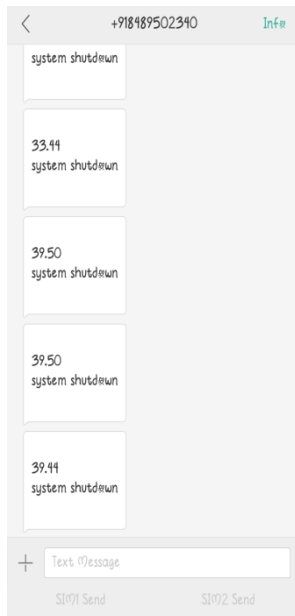 +918489502340
Info
system shutdown
33.44
system shutdown
39.50
system shutdown
39.50
system shutdown
39.44
system shutdown
Text Message
SIM1 Send
SIM2 Send